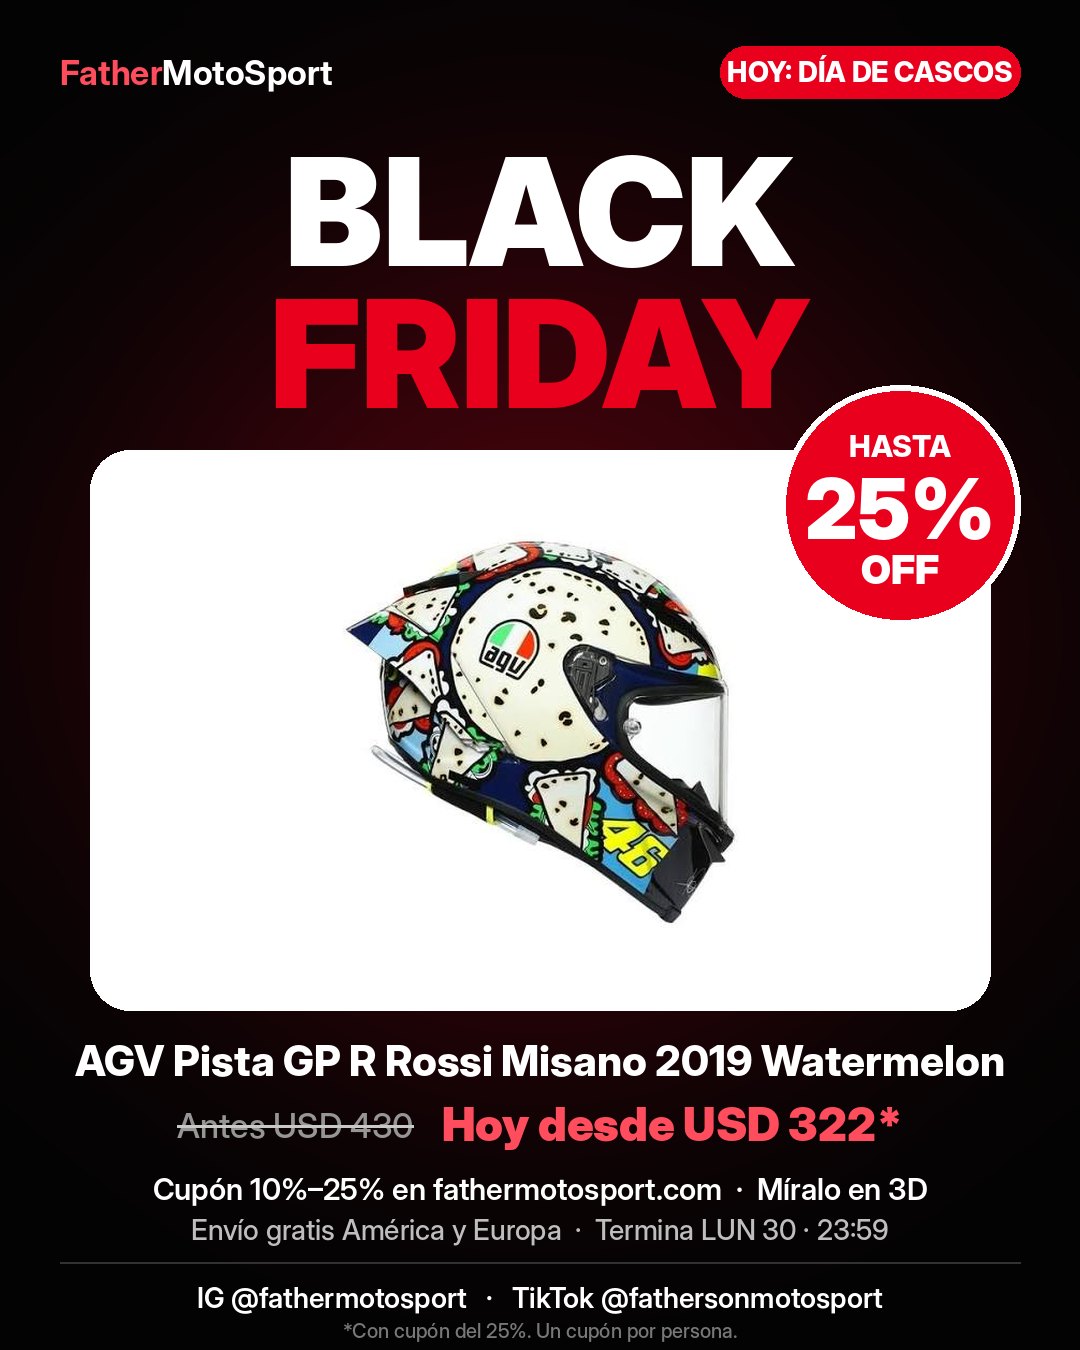 FatherMotoSport
HOY: DÍA DE CASCOS
BLACK
FRIDAY
HASTA
25%
OFF
agv
46
AGV Pista GP R Rossi Misano 2019 Watermelon
Antes USD 430 Hoy desde USD 322*
Cupón 10%–25% en fathermotosport.com · Míralo en 3D
Envío gratis América y Europa · Termina LUN 30 · 23:59
IG @fathermotosport · TikTok @fathersonmotosport
*Con cupón del 25%. Un cupón por persona.